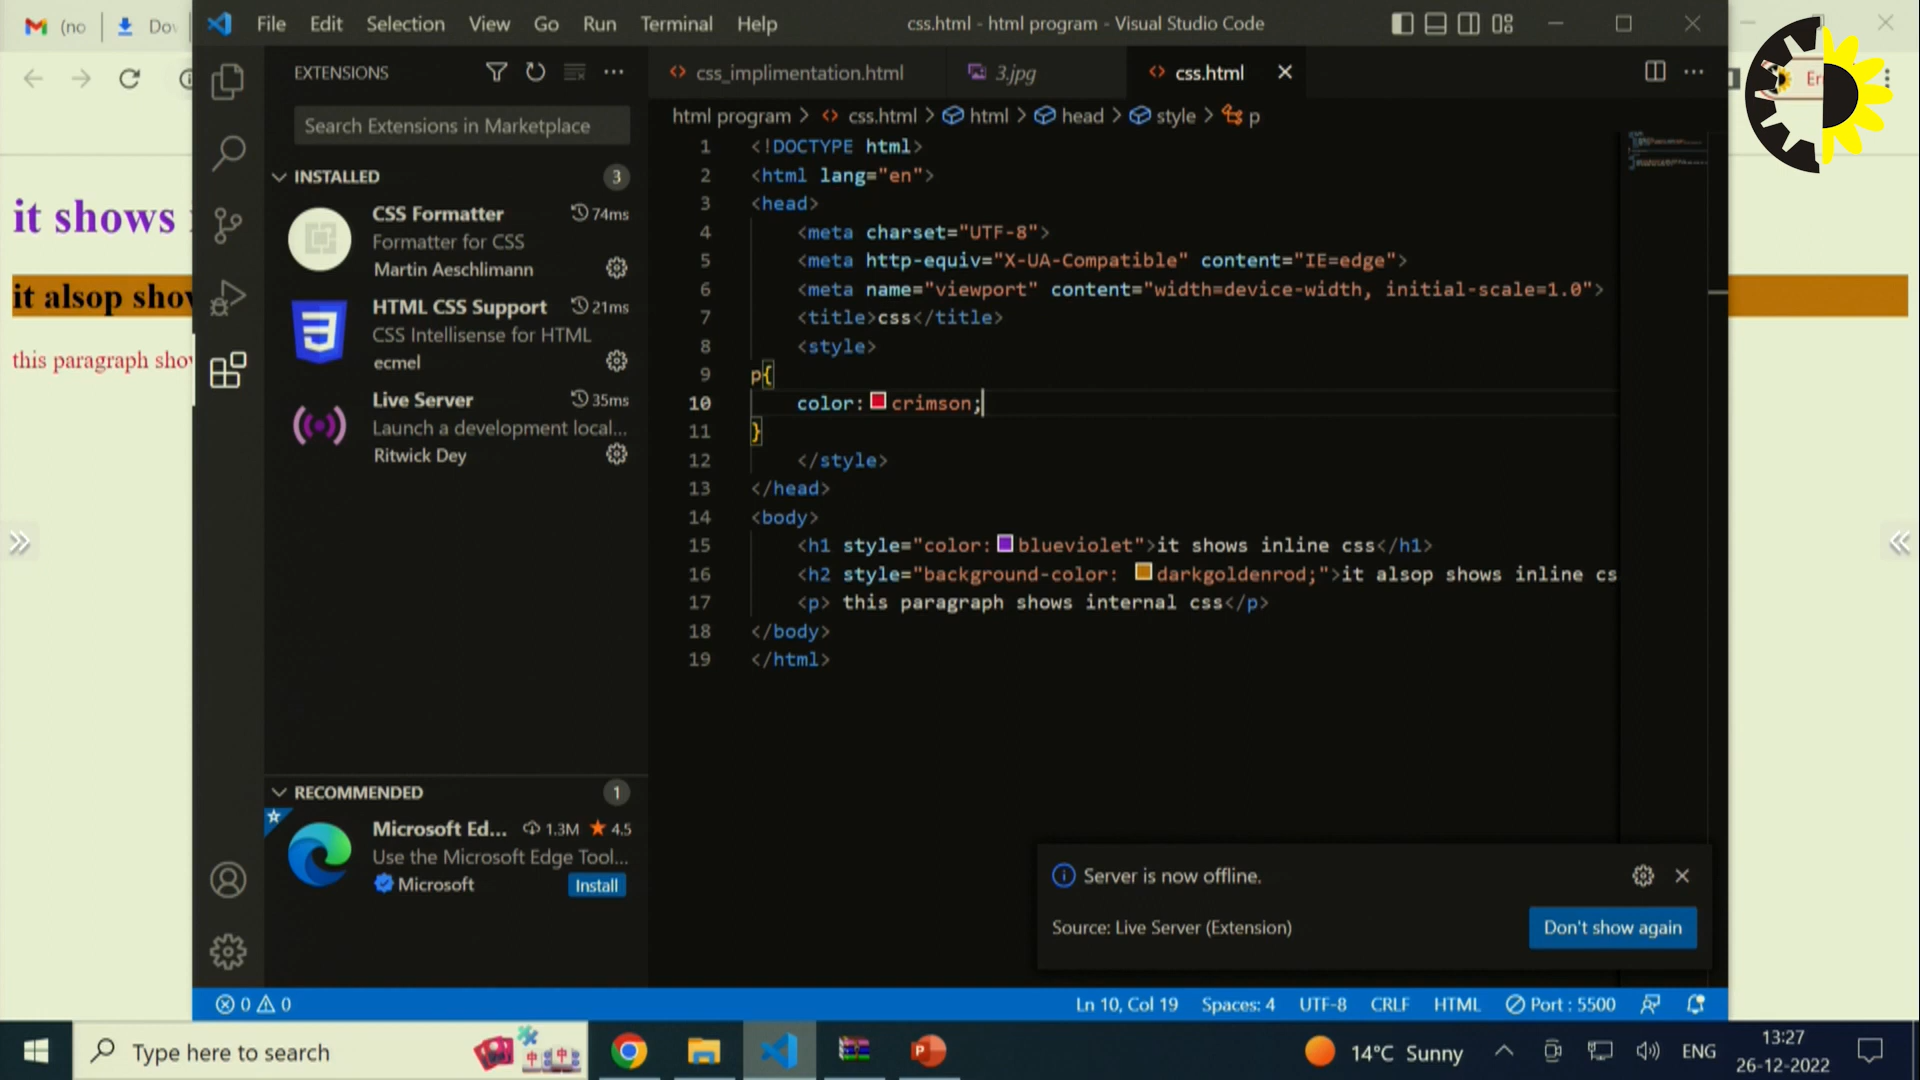 File Edit Selection View Go Run Terminal Help
css.html - html program - Visual Studio Code
(no
EXTENSIONS
Search Extensions in Marketplace
INSTALLED 3
CSS Formatter 74ms
Formatter for CSS
Martin Aeschlimann
HTML CSS Support 21ms
CSS Intellisense for HTML
ecmel
Live Server 35ms
Launch a development local...
Ritwick Dey
RECOMMENDED 1
Microsoft Ed... 1.3M 4.5
Use the Microsoft Edge Tool...
Microsoft
Install
css_implimentation.html 3.jpg css.html
html program > css.html > html > head > style > p
1 <!DOCTYPE html>
2 <html lang="en">
3 <head>
4 <meta charset="UTF-8">
5 <meta http-equiv="X-UA-Compatible" content="IE=edge">
6 <meta name="viewport" content="width=device-width, initial-scale=1.0">
7 <title>css</title>
8 <style>
9 p{
10 color: crimson;
11 }
12 </style>
13 </head>
14 <body>
15 <h1 style="color: blueviolet">it shows inline css</h1>
16 <h2 style="background-color: darkgoldenrod;">it alsop shows inline cs
17 <p> this paragraph shows internal css</p>
18 </body>
19 </html>
it shows
it alsop show
this paragraph show
Server is now offline.
Source: Live Server (Extension)
Don't show again
0 0
Ln 10, Col 19 Spaces: 4 UTF-8 CRLF HTML Port : 5500
Type here to search
14°C Sunny
ENG
13:27
26-12-2022